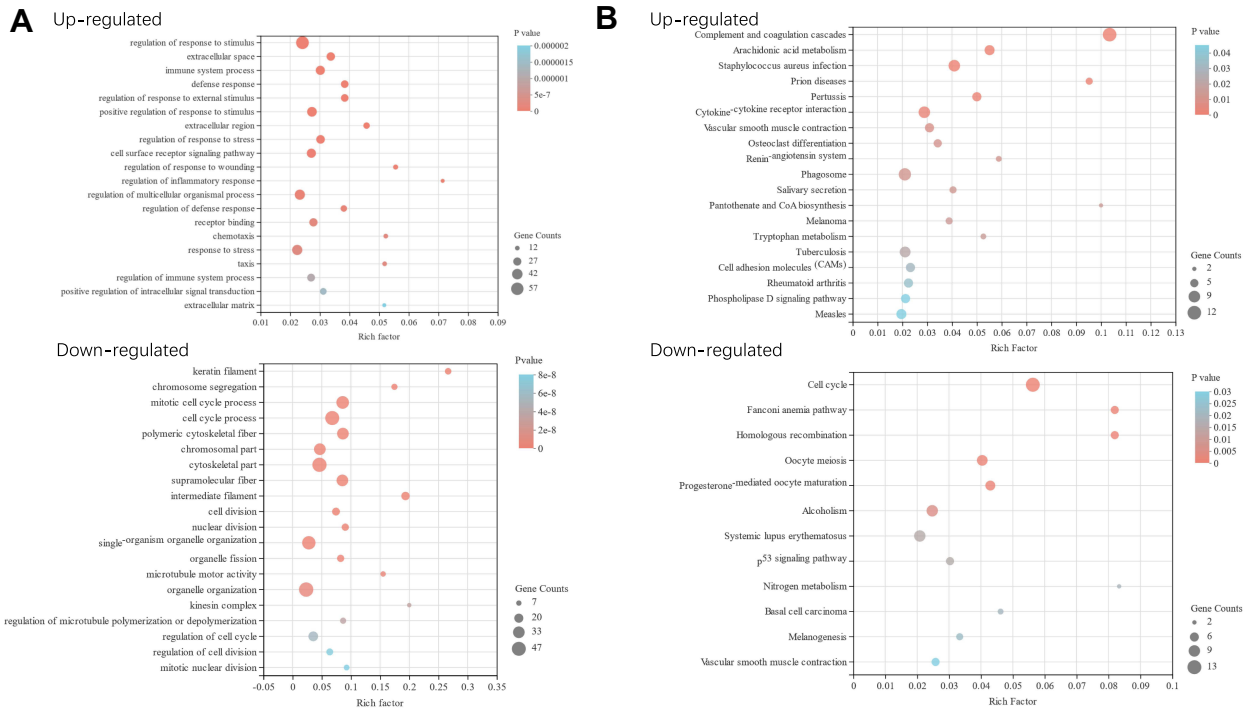 A
Up-regulated
regulation of response to stimulus
extracellular space
immune system process
defense response
regulation of response to external stimulus
positive regulation of response to stimulus
extracellular region
regulation of response to stress
cell surface receptor signaling pathway
regulation of response to wounding
regulation of inflammatory response
regulation of multicellular organismal process
regulation of defense response
receptor binding
chemotaxis
response to stress
taxis
regulation of immune system process
positive regulation of intracellular signal transduction
extracellular matrix
0.01 0.02 0.03 0.04 0.05 0.06 0.07 0.08 0.09
Rich factor
P value
0.000002
0.0000015
0.000001
5e-7
0
Gene Counts
12
27
42
57
Down-regulated
keratin filament
chromosome segregation
mitotic cell cycle process
cell cycle process
polymeric cytoskeletal fiber
chromosomal part
cytoskeletal part
supramolecular fiber
intermediate filament
cell division
nuclear division
single-organism organelle organization
organelle fission
microtubule motor activity
organelle organization
kinesin complex
regulation of microtubule polymerization or depolymerization
regulation of cell cycle
regulation of cell division
mitotic nuclear division
-0.05 0 0.05 0.1 0.15 0.2 0.25 0.3 0.35
Rich factor
Pvalue
8e-8
6e-8
4e-8
2e-8
0
Gene Counts
7
20
33
47
B
Up-regulated
Complement and coagulation cascades
Arachidonic acid metabolism
Staphylococcus aureus infection
Prion diseases
Pertussis
Cytokine-cytokine receptor interaction
Vascular smooth muscle contraction
Osteoclast differentiation
Renin-angiotensin system
Phagosome
Salivary secretion
Pantothenate and CoA biosynthesis
Melanoma
Tryptophan metabolism
Tuberculosis
Cell adhesion molecules (CAMs)
Rheumatoid arthritis
Phospholipase D signaling pathway
Measles
0 0.01 0.02 0.03 0.04 0.05 0.06 0.07 0.08 0.09 0.1 0.11 0.12 0.13
Rich Factor
P value
0.04
0.03
0.02
0.01
0
Gene Counts
2
5
9
12
Down-regulated
Cell cycle
Fanconi anemia pathway
Homologous recombination
Oocyte meiosis
Progesterone-mediated oocyte maturation
Alcoholism
Systemic lupus erythematosus
p53 signaling pathway
Nitrogen metabolism
Basal cell carcinoma
Melanogenesis
Vascular smooth muscle contraction
0 0.01 0.02 0.03 0.04 0.05 0.06 0.07 0.08 0.09 0.1
Rich Factor
P value
0.03
0.025
0.02
0.015
0.01
0.005
0
Gene Counts
2
6
9
13